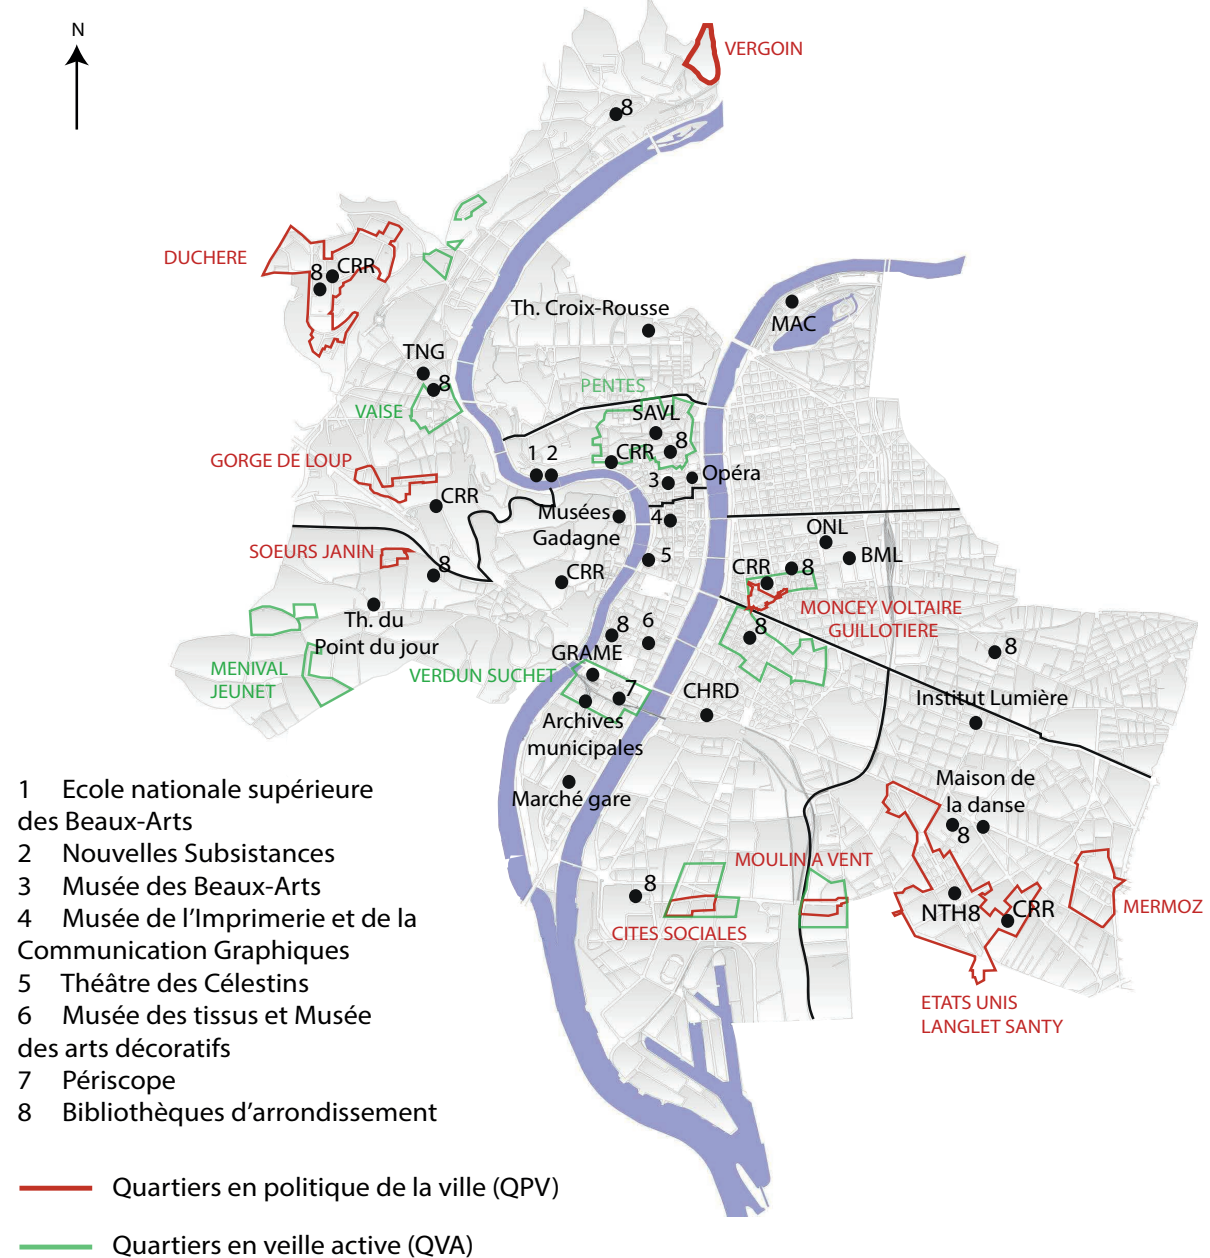 N
VERGOIN
8
DUCHERE
8
CRR
Th. Croix-Rousse
MAC
TNG
8
PENTES
VAISE
SAVL
8
CRR
GORGE DE LOUP
1
2
3
Opéra
CRR
Musées
Gadagne
4
ONL
BML
SOEURS JANIN
8
5
CRR
CRR
8
MONCEY VOLTAIRE
GUILLOTIERE
Th. du
Point du jour
8
6
8
8
MENIVAL
JEUNET
GRAME
VERDUN SUCHET
7
CHRD
Institut Lumière
Archives
municipales
Marché gare
Maison de
la danse
8
MOULIN A VENT
8
CITES SOCIALES
NTH8
CRR
MERMOZ
ETATS UNIS
LANGLET SANTY
1 Ecole nationale supérieure
des Beaux-Arts
2 Nouvelles Subsistances
3 Musée des Beaux-Arts
4 Musée de l'Imprimerie et de la
Communication Graphiques
5 Théâtre des Célestins
6 Musée des tissus et Musée
des arts décoratifs
7 Périscope
8 Bibliothèques d'arrondissement
Quartiers en politique de la ville (QPV)
Quartiers en veille active (QVA)